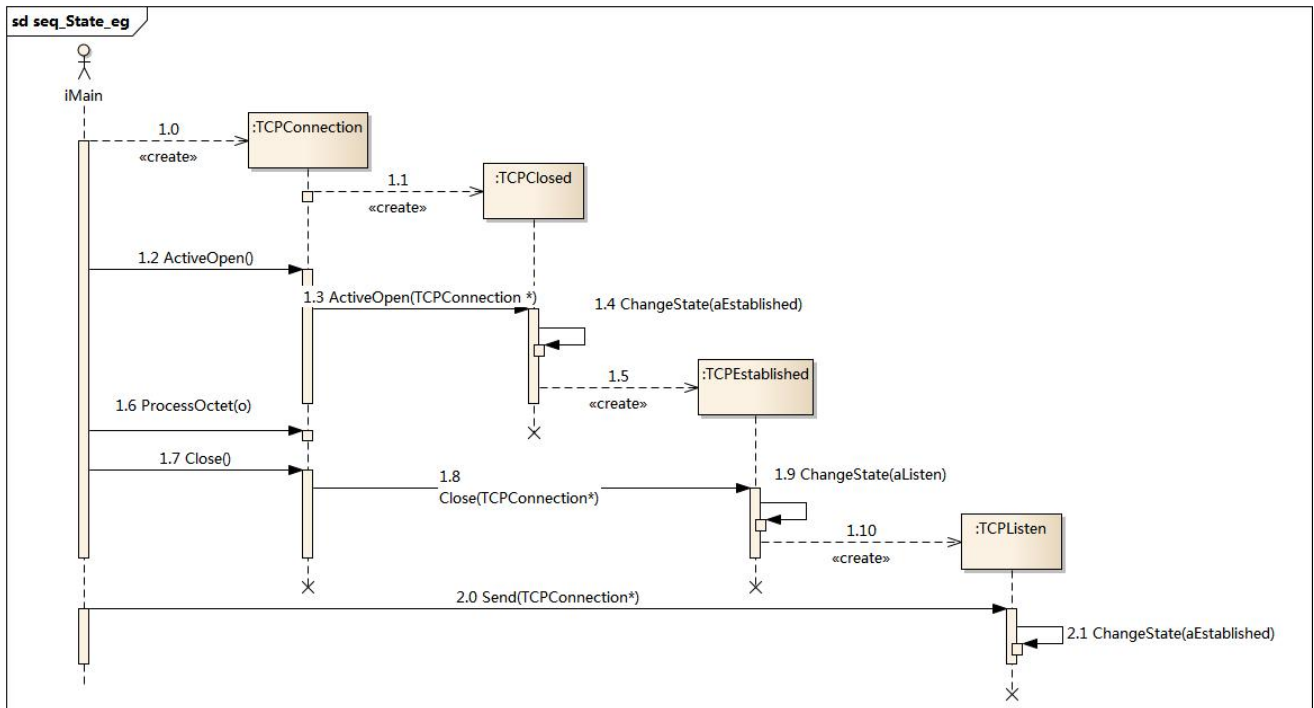 sd seq_State_eg
iMain
1.0
«create»
:TCPConnection
1.1
«create»
:TCPClosed
1.2 ActiveOpen()
1.3 ActiveOpen(TCPConnection *)
1.4 ChangeState(aEstablished)
1.5
«create»
:TCPEstablished
1.6 ProcessOctet(o)
1.7 Close()
1.8
Close(TCPConnection*)
1.9 ChangeState(aListen)
1.10
«create»
:TCPListen
2.0 Send(TCPConnection*)
2.1 ChangeState(aEstablished)